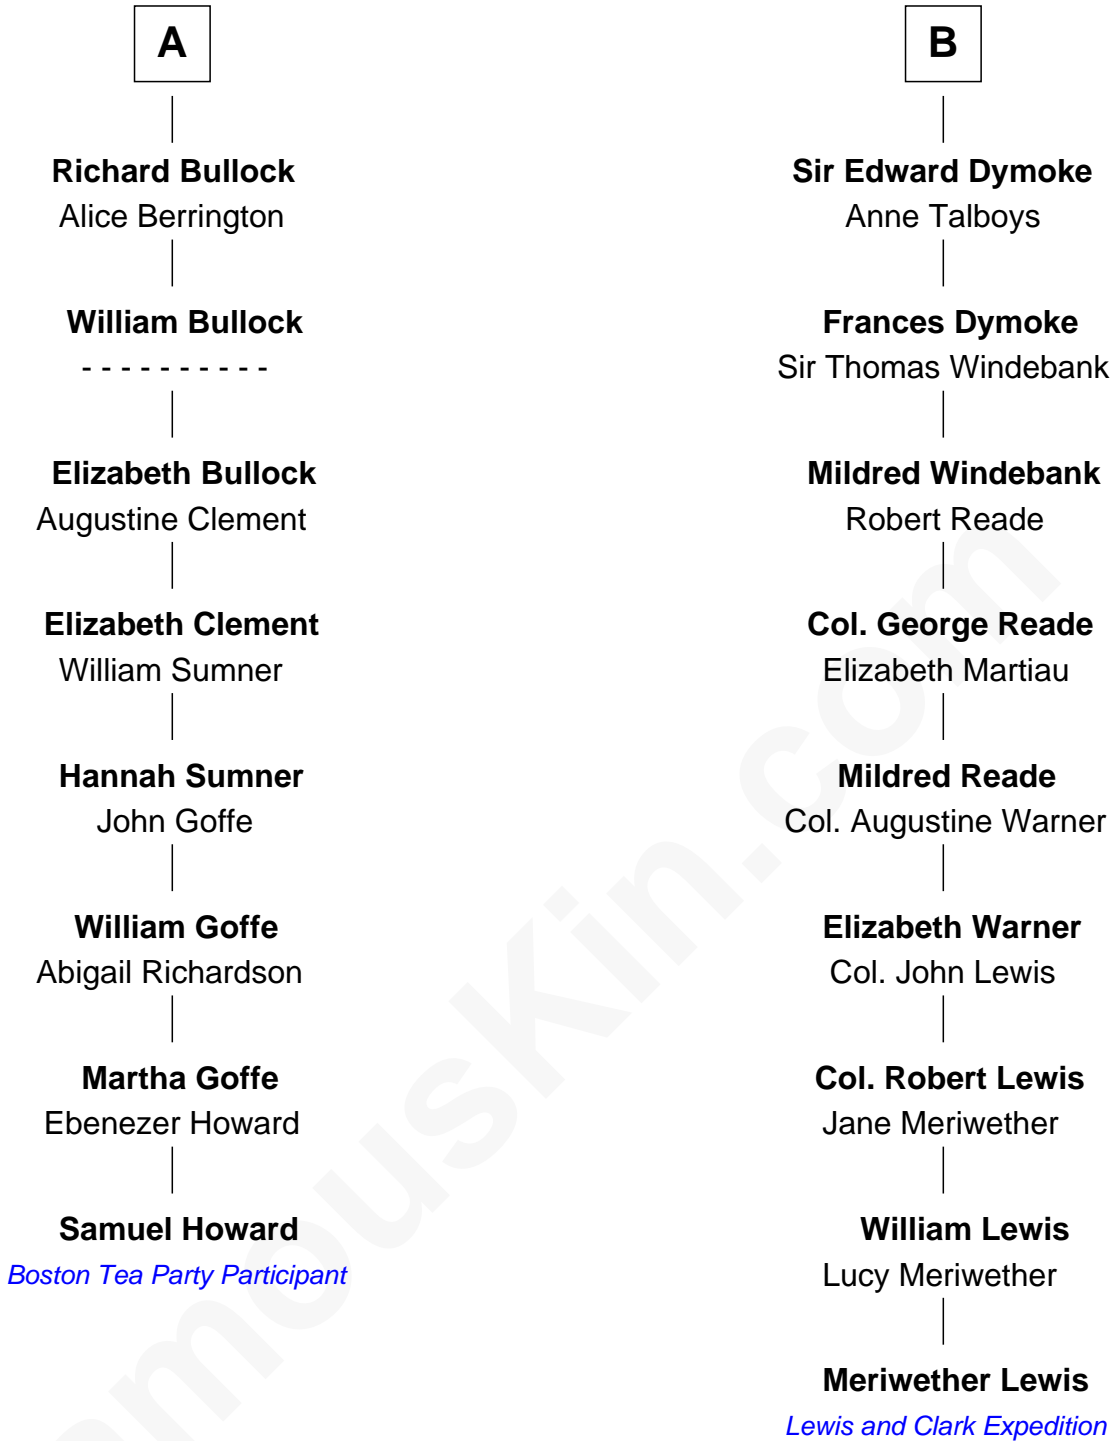 A
Richard Bullock
Alice Berrington
William Bullock
- - - - - - - - - -
Elizabeth Bullock
Augustine Clement
Elizabeth Clement
William Sumner
Hannah Sumner
John Goffe
William Goffe
Abigail Richardson
Martha Goffe
Ebenezer Howard
Samuel Howard
Boston Tea Party Participant
B
Sir Edward Dymoke
Anne Talboys
Frances Dymoke
Sir Thomas Windebank
Mildred Windebank
Robert Reade
Col. George Reade
Elizabeth Martiau
Mildred Reade
Col. Augustine Warner
Elizabeth Warner
Col. John Lewis
Col. Robert Lewis
Jane Meriwether
William Lewis
Lucy Meriwether
Meriwether Lewis
Lewis and Clark Expedition
amouskin.com